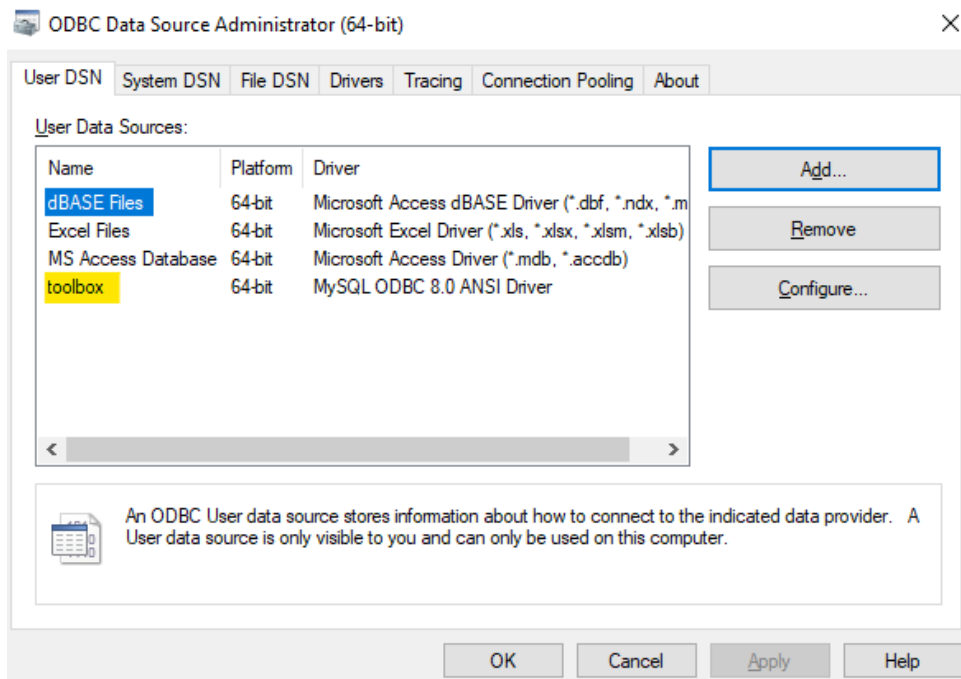 ODBC Data Source Administrator (64-bit)
User DSN System DSN File DSN Drivers Tracing Connection Pooling About
User Data Sources:
Name Platform Driver
dBASE Files 64-bit Microsoft Access dBASE Driver (*.dbf, *.ndx, *.m
Excel Files 64-bit Microsoft Excel Driver (*.xls, *.xlsx, *.xlsm, *.xlsb)
MS Access Database 64-bit Microsoft Access Driver (*.mdb, *.accdb)
toolbox 64-bit MySQL ODBC 8.0 ANSI Driver
Add...
Remove
Configure...
An ODBC User data source stores information about how to connect to the indicated data provider. A
User data source is only visible to you and can only be used on this computer.
OK Cancel Apply Help